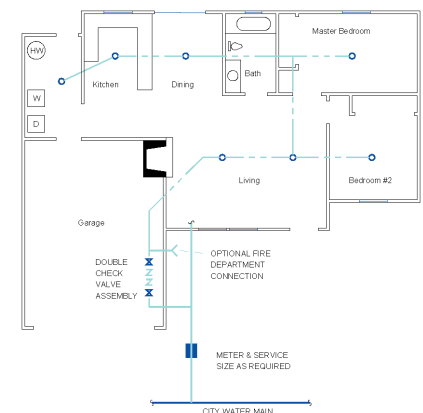 Master Bedroom
HW
Kitchen
Dining
Bath
W
D
Living
Bedroom #2
Garage
OPTIONAL FIRE
DEPARTMENT
CONNECTION
DOUBLE
CHECK
VALVE
ASSEMBLY
METER & SERVICE
SIZE AS REQUIRED
CITY WATER MAIN